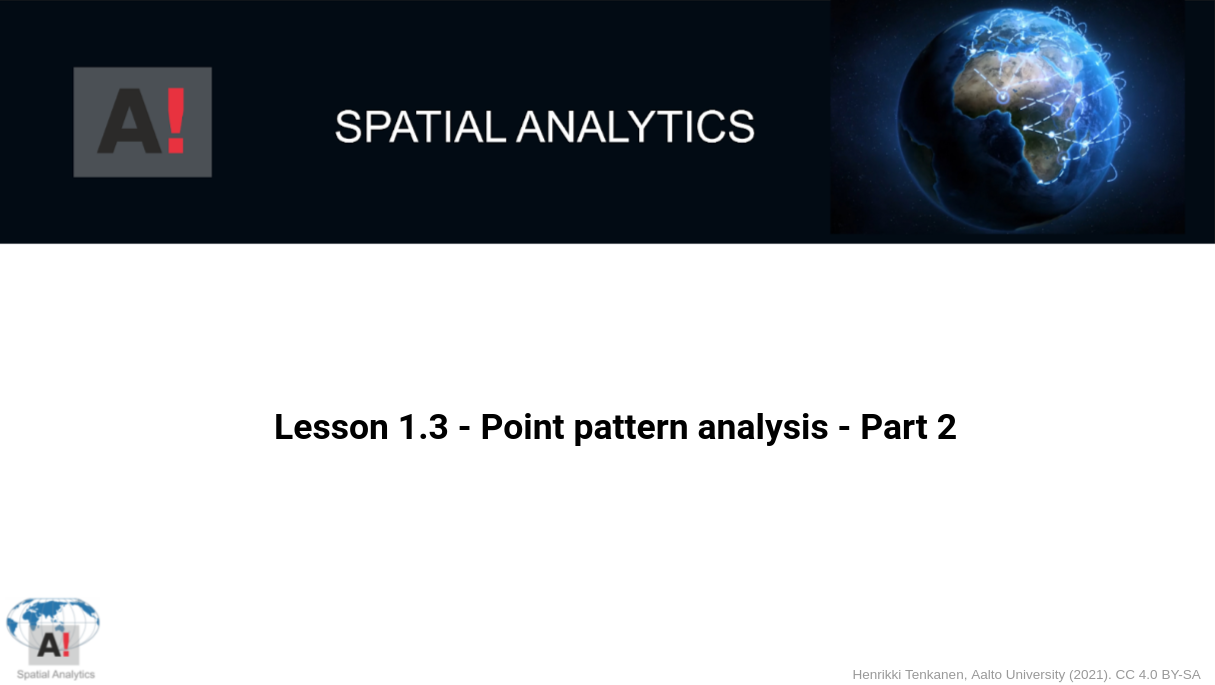 A!
SPATIAL ANALYTICS
Lesson 1.3 - Point pattern analysis - Part 2
A!
Spatial Analytics
Henrikki Tenkanen, Aalto University (2021). CC 4.0 BY-SA